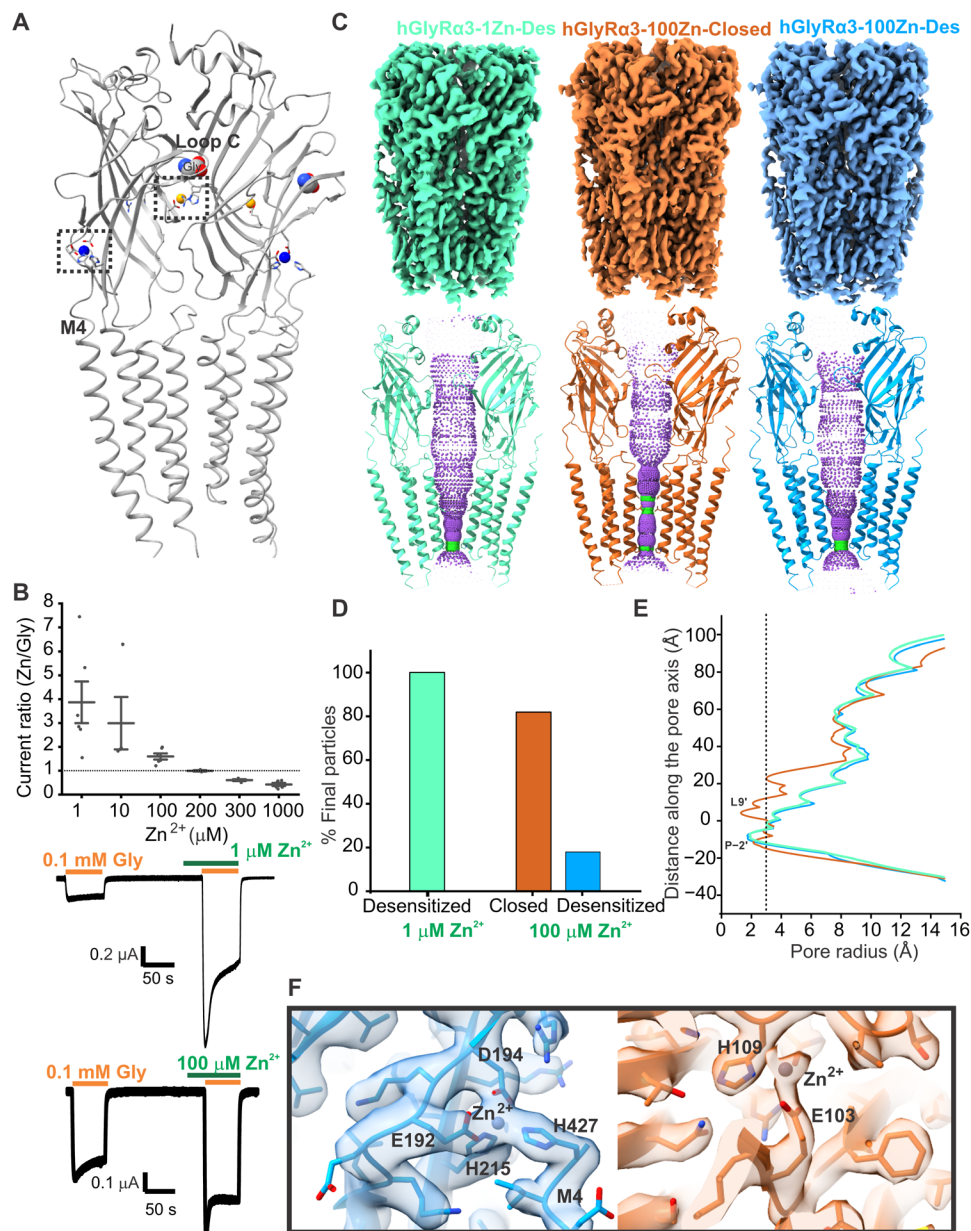 A
Loop C
Gly
M4
B
Current ratio (Zn/Gly)
8
7
6
5
4
3
2
1
0
1 10 100 200 300 1000
Zn²⁺ (μM)
0.1 mM Gly
1 μM Zn²⁺
0.2 μA
50 s
0.1 mM Gly
100 μM Zn²⁺
0.1 μA
50 s
C
hGlyRα3-1Zn-Des hGlyRα3-100Zn-Closed hGlyRα3-100Zn-Des
D
% Final particles
100
80
60
40
20
0
Desensitized Closed Desensitized
1 μM Zn²⁺ 100 μM Zn²⁺
E
Distance along the pore axis (Å)
100
80
60
40
20
0
−20
−40
L9'
P−2'
0 2 4 6 8 10 12 14 16
Pore radius (Å)
F
D194
Zn²⁺
E192
H427
H215
M4
H109
Zn²⁺
E103